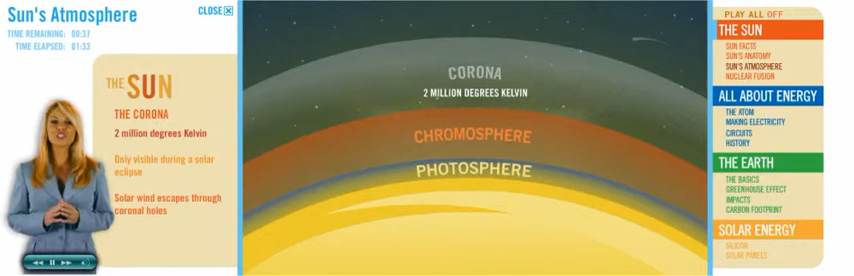 Sun's Atmosphere
CLOSE
TIME REMAINING: 00:37
TIME ELAPSED: 01:33
THE SUN
THE CORONA
2 million degrees Kelvin
Only visible during a solar
eclipse
Solar wind escapes through
coronal holes
CORONA
2 MILLION DEGREES KELVIN
CHROMOSPHERE
PHOTOSPHERE
PLAY ALL OFF
THE SUN
SUN FACTS
SUN'S ANATOMY
SUN'S ATMOSPHERE
NUCLEAR FUSION
ALL ABOUT ENERGY
THE ATOM
MAKING ELECTRICITY
CIRCUITS
HISTORY
THE EARTH
THE BASICS
GREENHOUSE EFFECT
IMPACTS
CARBON FOOTPRINT
SOLAR ENERGY
SILICON
SOLAR PANELS